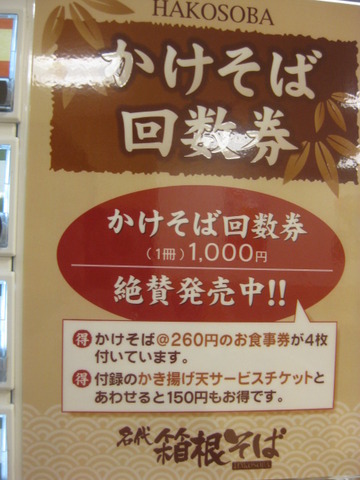 HAKOSOBA
かけそば
回数券
かけそば回数券
(1冊)1,000円
絶賛発売中!!
得 かけそば@260円のお食事券が4枚
付いています。
得 付録のかき揚げ天サービスチケットと
あわせると150円もお得です。
名代 箱根そば